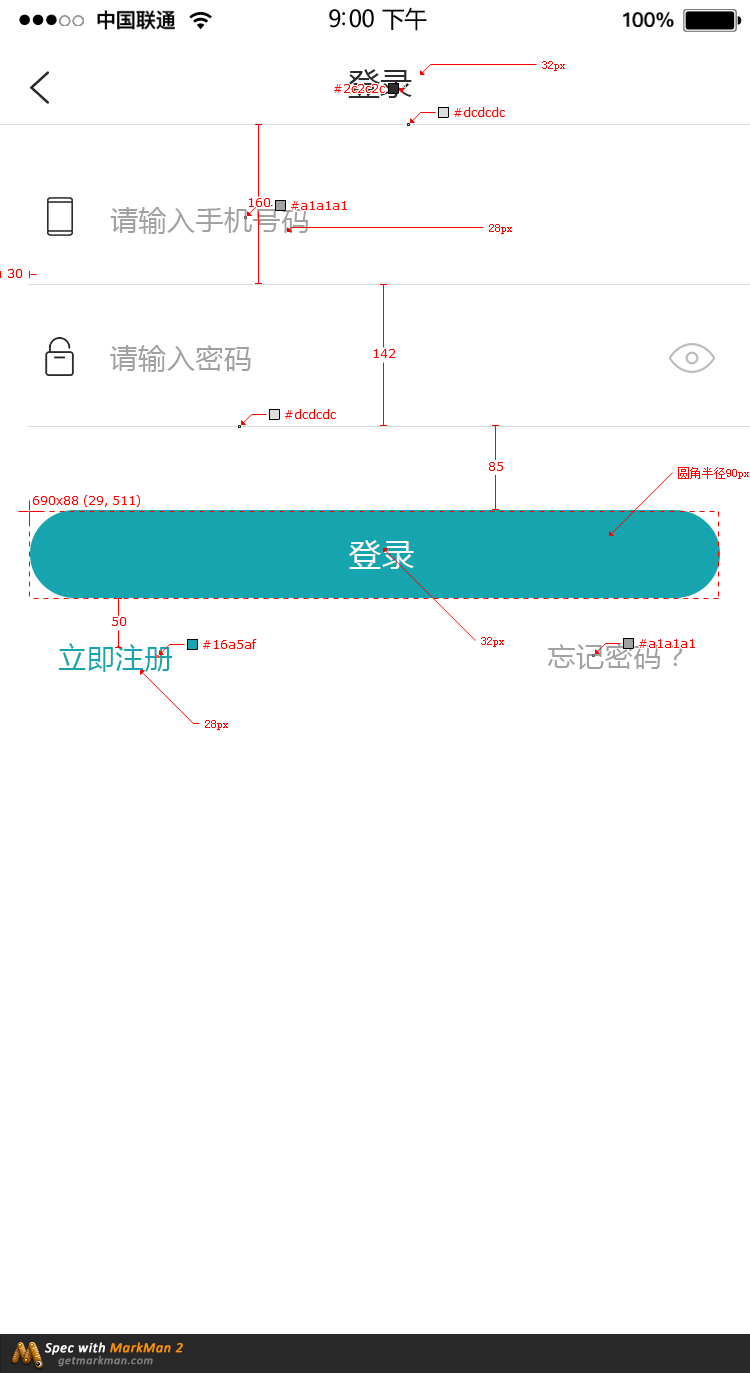 中国联通 9:00 下午 100%
32px
登录
#2c2c2c
#dcdcdc
160
#a1a1a1
请输入手机号码
28px
30
142
请输入密码
#dcdcdc
85
圆角半径90px
690x88 (29, 511)
登录
50
32px
#16a5af
#a1a1a1
立即注册
忘记密码？
28px
Spec with MarkMan 2
getmarkman.com